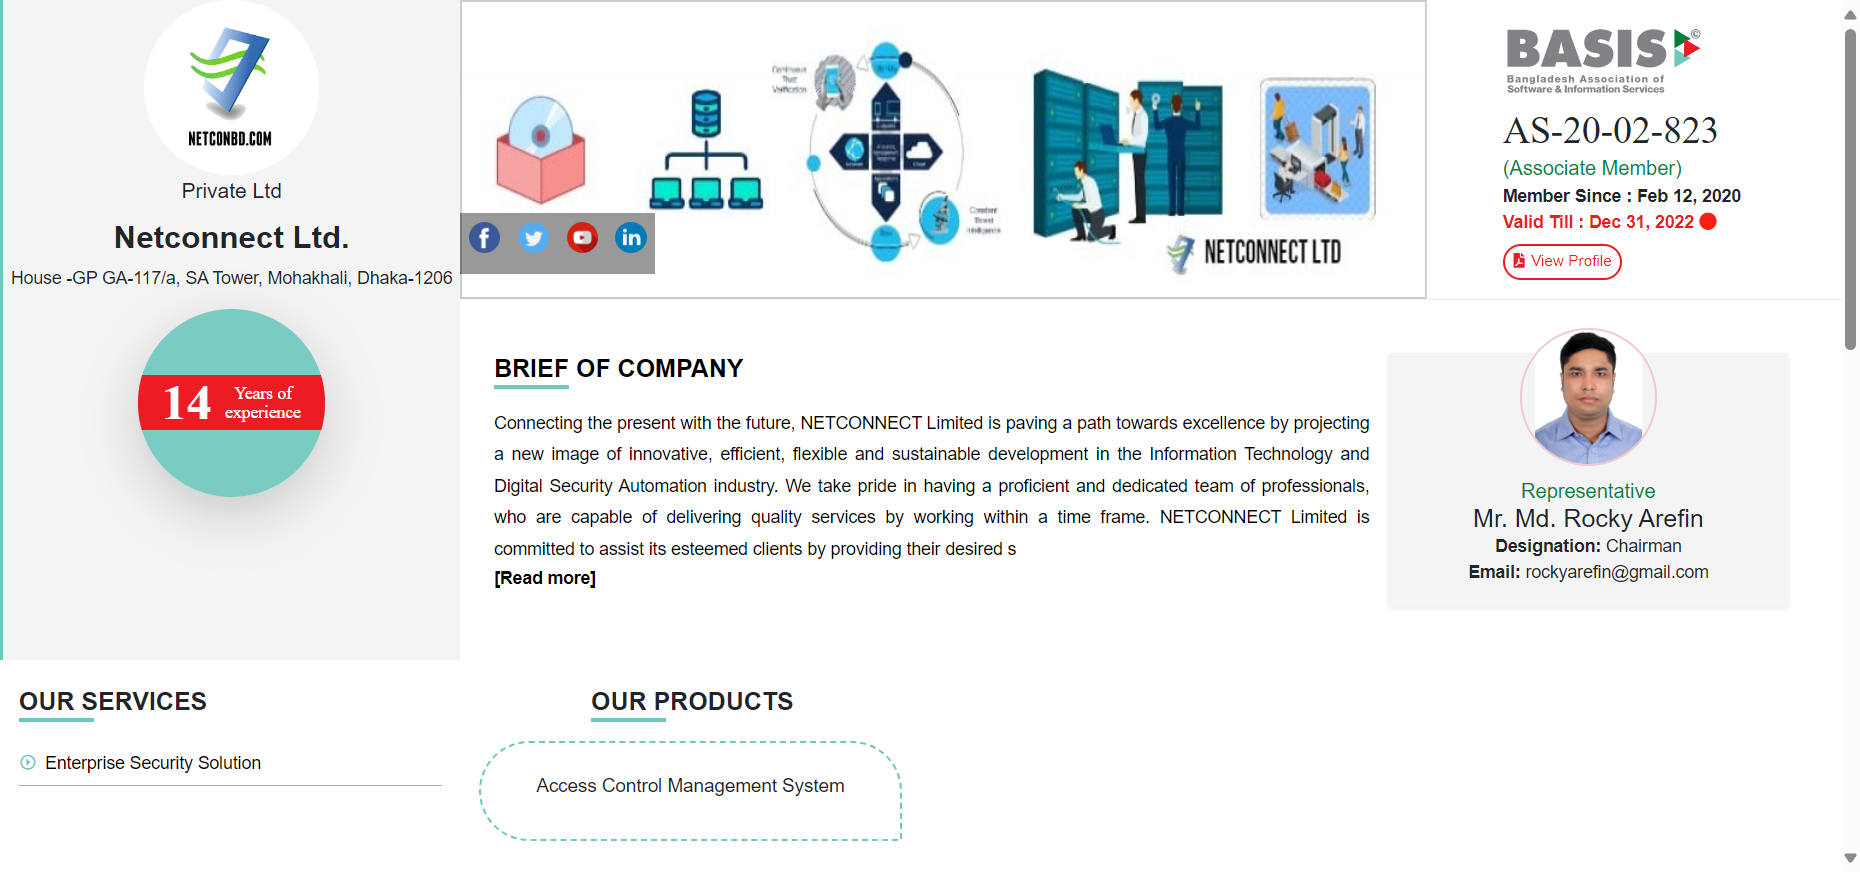 NETCONBD.COM
Private Ltd
Netconnect Ltd.
House -GP GA-117/a, SA Tower, Mohakhali, Dhaka-1206
14 Years of
experience
Continuous
Trust
Verification
Constant
Threat
Intelligence
NETCONNECT LTD
BASIS©
Bangladesh Association of
Software & Information Services
AS-20-02-823
(Associate Member)
Member Since : Feb 12, 2020
Valid Till : Dec 31, 2022
View Profile
BRIEF OF COMPANY
Connecting the present with the future, NETCONNECT Limited is paving a path towards excellence by projecting
a new image of innovative, efficient, flexible and sustainable development in the Information Technology and
Digital Security Automation industry. We take pride in having a proficient and dedicated team of professionals,
who are capable of delivering quality services by working within a time frame. NETCONNECT Limited is
committed to assist its esteemed clients by providing their desired s
[Read more]
Representative
Mr. Md. Rocky Arefin
Designation: Chairman
Email: rockyarefin@gmail.com
OUR SERVICES
Enterprise Security Solution
OUR PRODUCTS
Access Control Management System